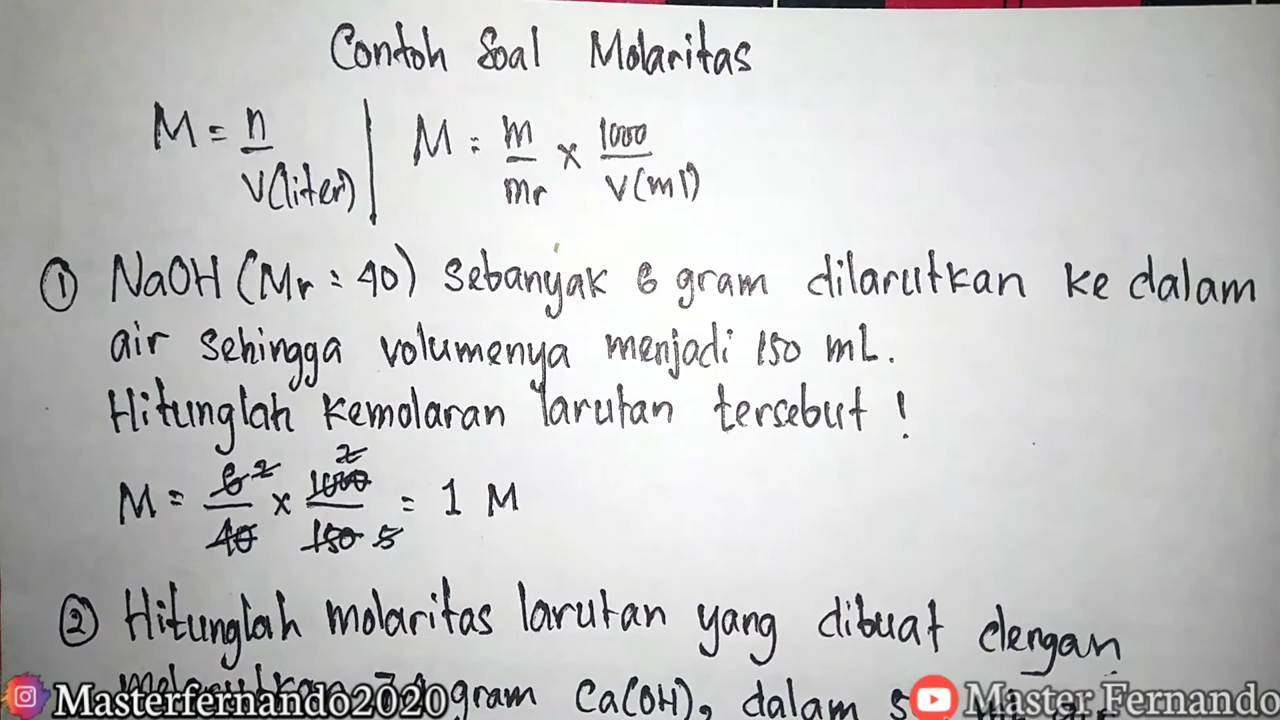 Contoh Soal Molaritas
M = n / V(liter) | M = m / mr × 1000 / V(ml)
① NaOH (Mr = 40) Sebanyak 6 gram dilarutkan ke dalam
air sehingga volumenya menjadi 150 mL.
Hitunglah kemolaran larutan tersebut !
M = 6 2 / 40 × 1000 2 / 150 5 = 1 M
② Hitunglah molaritas larutan yang dibuat dengan
gram Ca(OH)₂ dalam
Masterfernando2020
Master Fernando